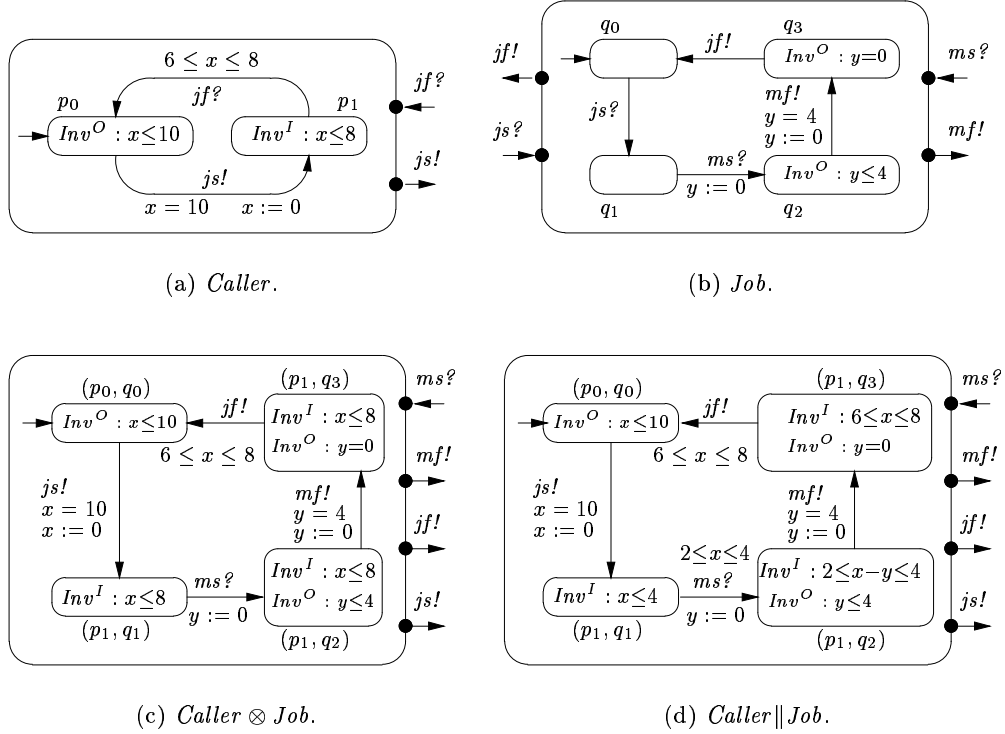 6 ≤ x ≤ 8
jf?
p₀
p₁
Inv^O : x≤10
Inv^I : x≤8
js!
x = 10
x := 0
jf?
js!
(a) Caller.
q₀
q₃
jf!
Inv^O : y=0
js?
mf!
y = 4
y := 0
ms?
y := 0
Inv^O : y≤4
q₁
q₂
jf!
js?
ms?
mf!
(b) Job.
(p₀, q₀)
(p₁, q₃)
Inv^O : x≤10
jf!
6 ≤ x ≤ 8
Inv^I : x≤8
Inv^O : y=0
js!
x = 10
x := 0
mf!
y = 4
y := 0
Inv^I : x≤8
ms?
y := 0
Inv^I : x≤8
Inv^O : y≤4
(p₁, q₁)
(p₁, q₂)
ms?
mf!
jf!
js!
(c) Caller ⊗ Job.
(p₀, q₀)
(p₁, q₃)
Inv^O : x≤10
jf!
6 ≤ x ≤ 8
Inv^I : 6≤x≤8
Inv^O : y=0
js!
x = 10
x := 0
mf!
y = 4
y := 0
Inv^I : x≤4
2≤x≤4
ms?
y := 0
Inv^I : 2≤x−y≤4
Inv^O : y≤4
(p₁, q₁)
(p₁, q₂)
ms?
mf!
jf!
js!
(d) Caller‖Job.